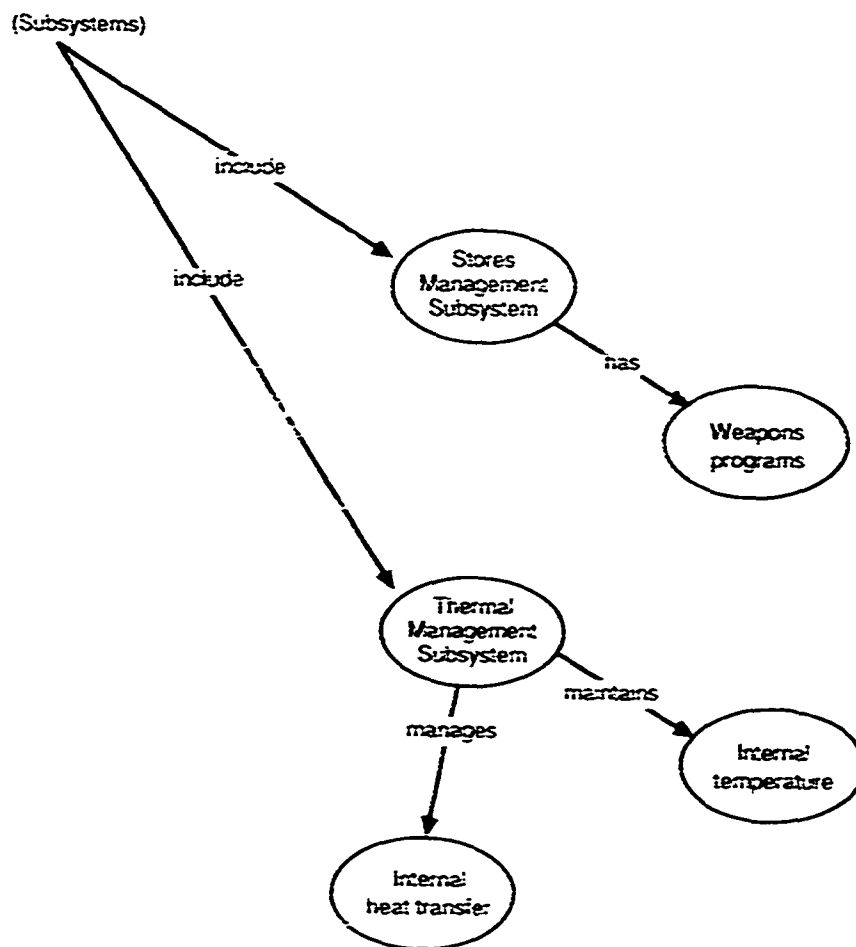 (Subsystems)
include
Stores
Management
Subsystem
include
has
Weapons
programs
Thermal
Management
Subsystem
maintains
manages
Internal
temperature
Internal
heat transfer